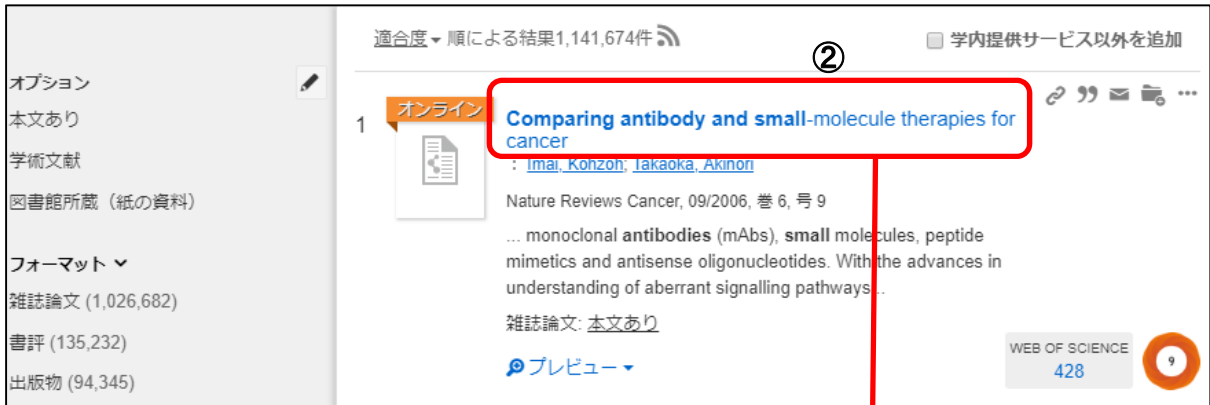 適合度 順による結果1,141,674件
学内提供サービス以外を追加
②
オプション
本文あり
学術文献
図書館所蔵（紙の資料）
フォーマット
雑誌論文 (1,026,682)
書評 (135,232)
出版物 (94,345)
1
オンライン
Comparing antibody and small-molecule therapies for
cancer
: Imai, Kohzoh; Takaoka, Akinori
Nature Reviews Cancer, 09/2006, 巻 6, 号 9
... monoclonal antibodies (mAbs), small molecules, peptide
mimetics and antisense oligonucleotides. With the advances in
understanding of aberrant signalling pathways...
雑誌論文: 本文あり
プレビュー
WEB OF SCIENCE
428
9